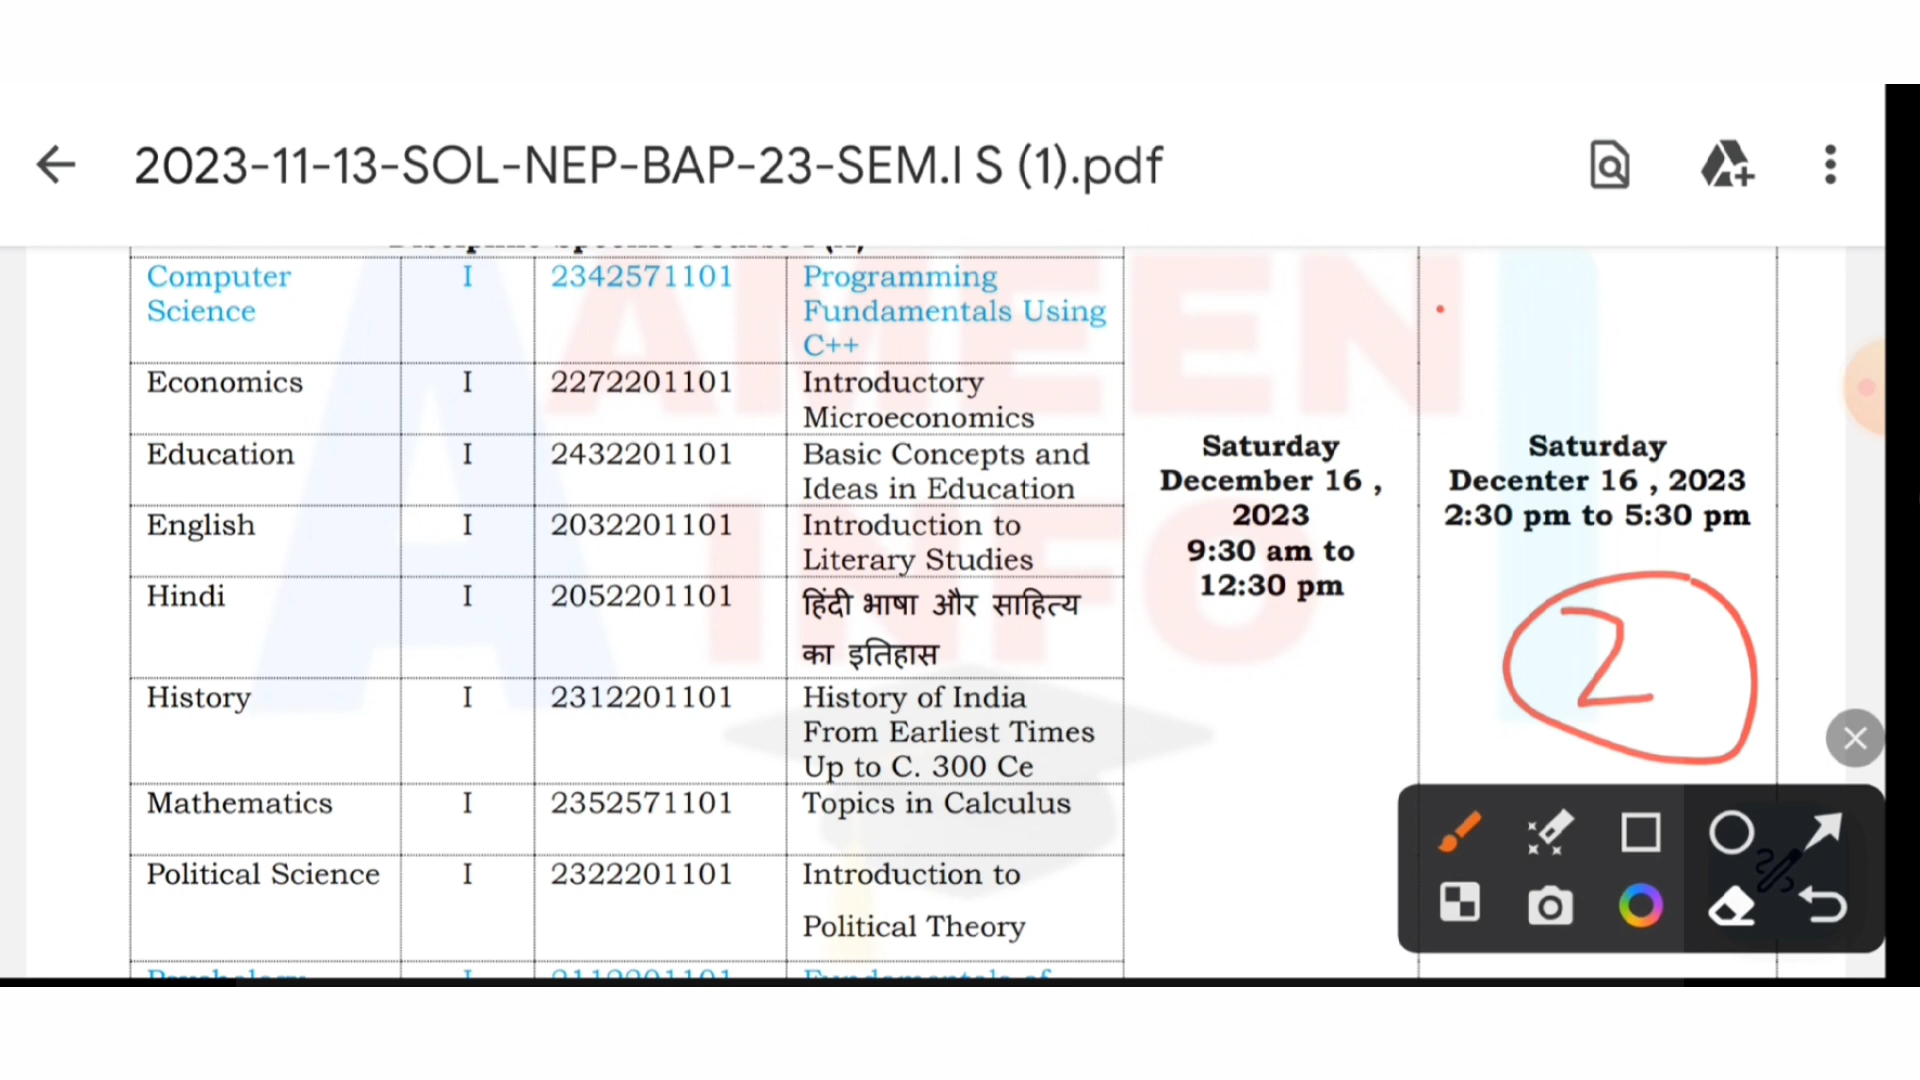 2023-11-13-SOL-NEP-BAP-23-SEM.I S (1).pdf
Computer
Science
I
2342571101
Programming
Fundamentals Using
C++
Economics
I
2272201101
Introductory
Microeconomics
Education
I
2432201101
Basic Concepts and
Ideas in Education
English
I
2032201101
Introduction to
Literary Studies
Hindi
I
2052201101
हिंदी भाषा और साहित्य
का इतिहास
History
I
2312201101
History of India
From Earliest Times
Up to C. 300 Ce
Mathematics
I
2352571101
Topics in Calculus
Political Science
I
2322201101
Introduction to
Political Theory
Saturday
December 16 ,
2023
9:30 am to
12:30 pm
Saturday
Decenter 16 , 2023
2:30 pm to 5:30 pm
2
A
AMEEN
INFO